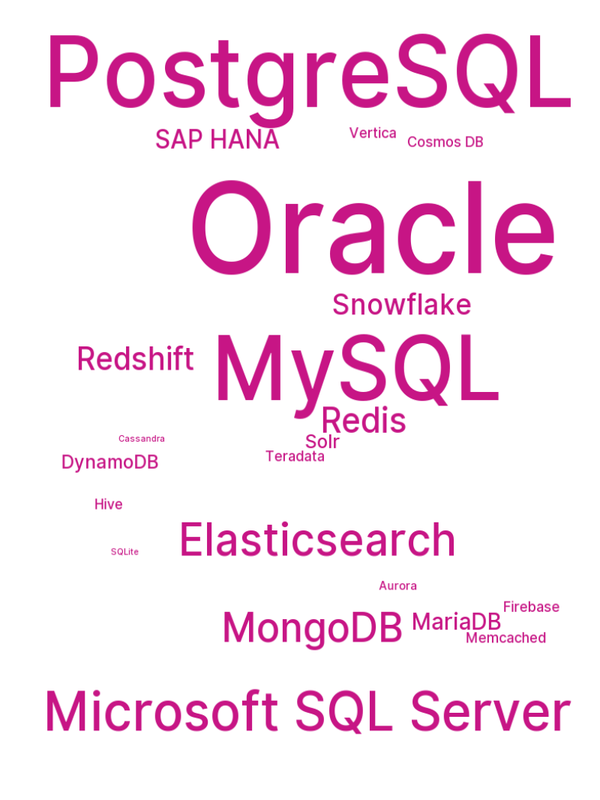 PostgreSQL
SAP HANA
Vertica
Cosmos DB
Oracle
Snowflake
MySQL
Redshift
Redis
Cassandra
Solr
Teradata
DynamoDB
Hive
Elasticsearch
SQLite
Aurora
Firebase
MongoDB
MariaDB
Memcached
Microsoft SQL Server